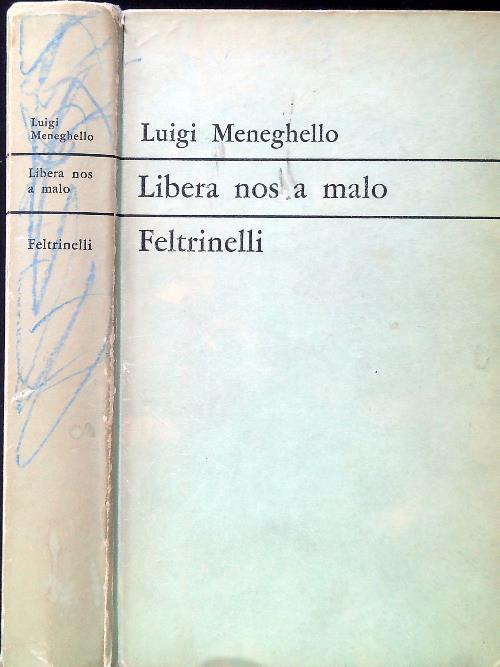 Luigi
Meneghello
Libera nos
a malo
Feltrinelli
Luigi Meneghello
Libera nos a malo
Feltrinelli